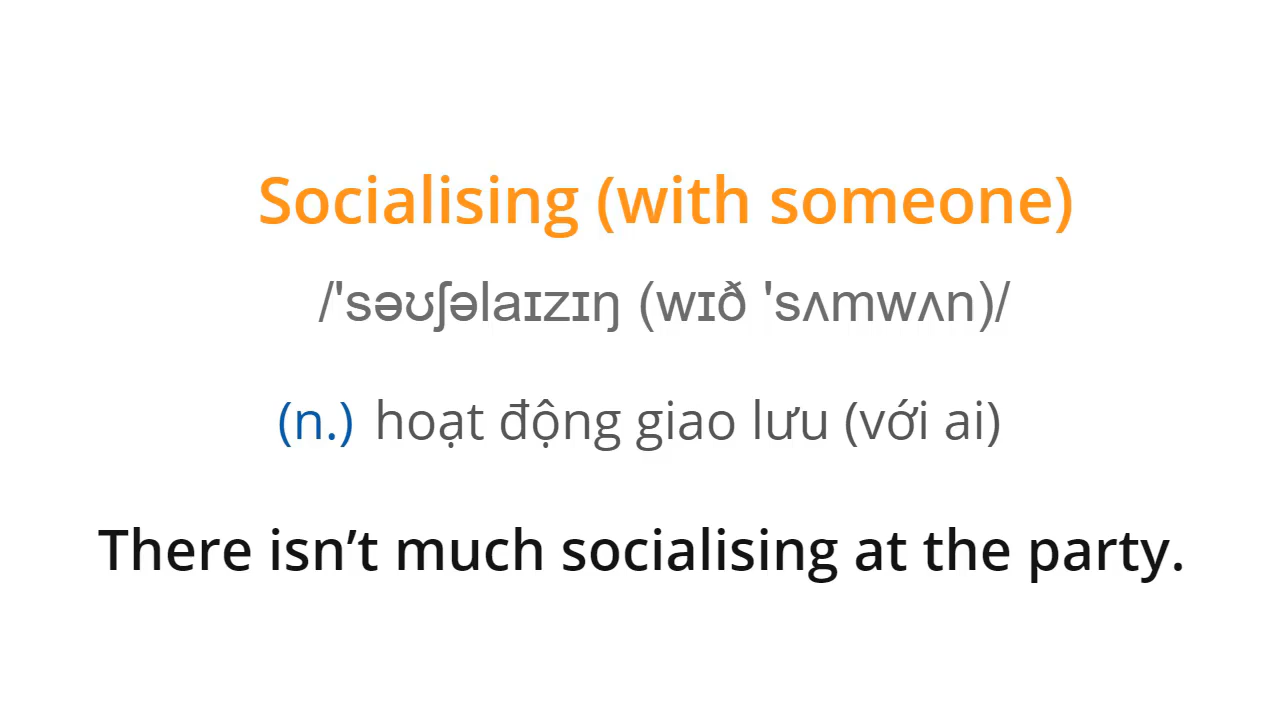 Socialising (with someone)
/'səʊʃəlaɪzɪŋ (wɪð 'sʌmwʌn)/
(n.) hoạt động giao lưu (với ai)
There isn’t much socialising at the party.